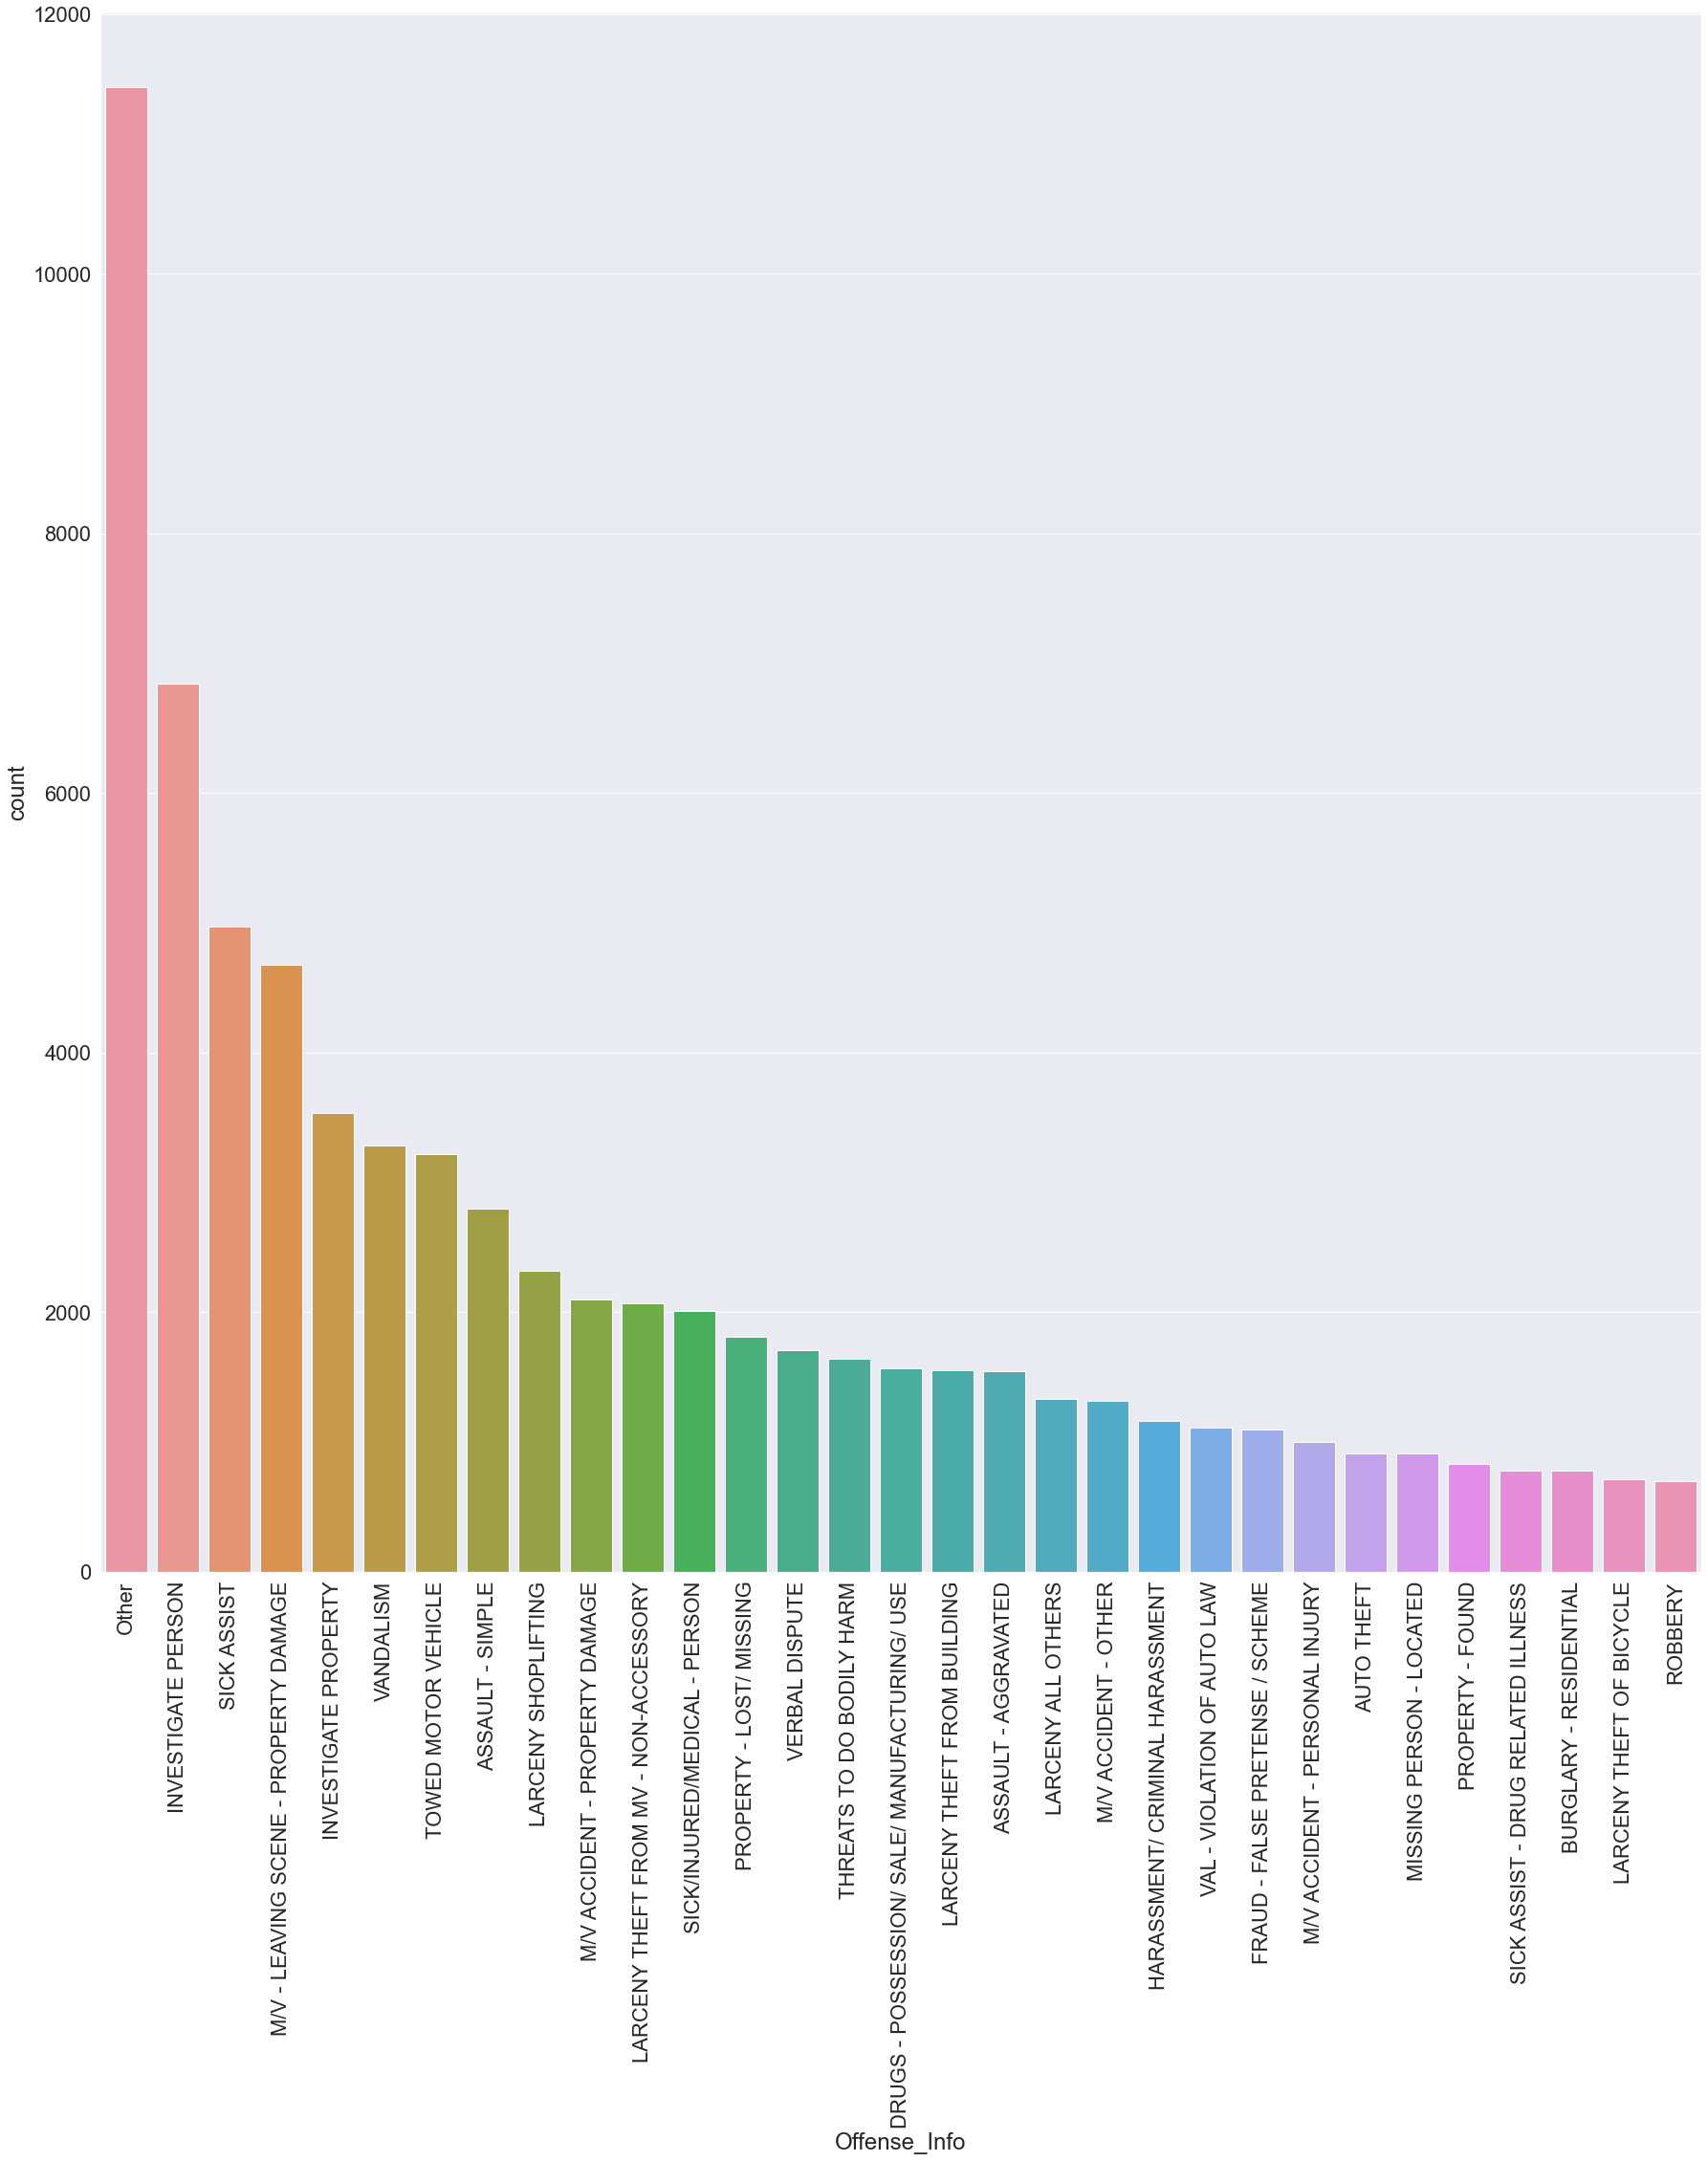 12000
10000
8000
6000
4000
2000
0
count
Other
INVESTIGATE PERSON
SICK ASSIST
M/V - LEAVING SCENE - PROPERTY DAMAGE
INVESTIGATE PROPERTY
VANDALISM
TOWED MOTOR VEHICLE
ASSAULT - SIMPLE
LARCENY SHOPLIFTING
M/V ACCIDENT - PROPERTY DAMAGE
LARCENY THEFT FROM MV - NON-ACCESSORY
SICK/INJURED/MEDICAL - PERSON
PROPERTY - LOST/ MISSING
VERBAL DISPUTE
THREATS TO DO BODILY HARM
DRUGS - POSSESSION/ SALE/ MANUFACTURING/ USE
LARCENY THEFT FROM BUILDING
ASSAULT - AGGRAVATED
LARCENY ALL OTHERS
M/V ACCIDENT - OTHER
HARASSMENT/ CRIMINAL HARASSMENT
VAL - VIOLATION OF AUTO LAW
FRAUD - FALSE PRETENSE / SCHEME
M/V ACCIDENT - PERSONAL INJURY
AUTO THEFT
MISSING PERSON - LOCATED
PROPERTY - FOUND
SICK ASSIST - DRUG RELATED ILLNESS
BURGLARY - RESIDENTIAL
LARCENY THEFT OF BICYCLE
ROBBERY
Offense_Info